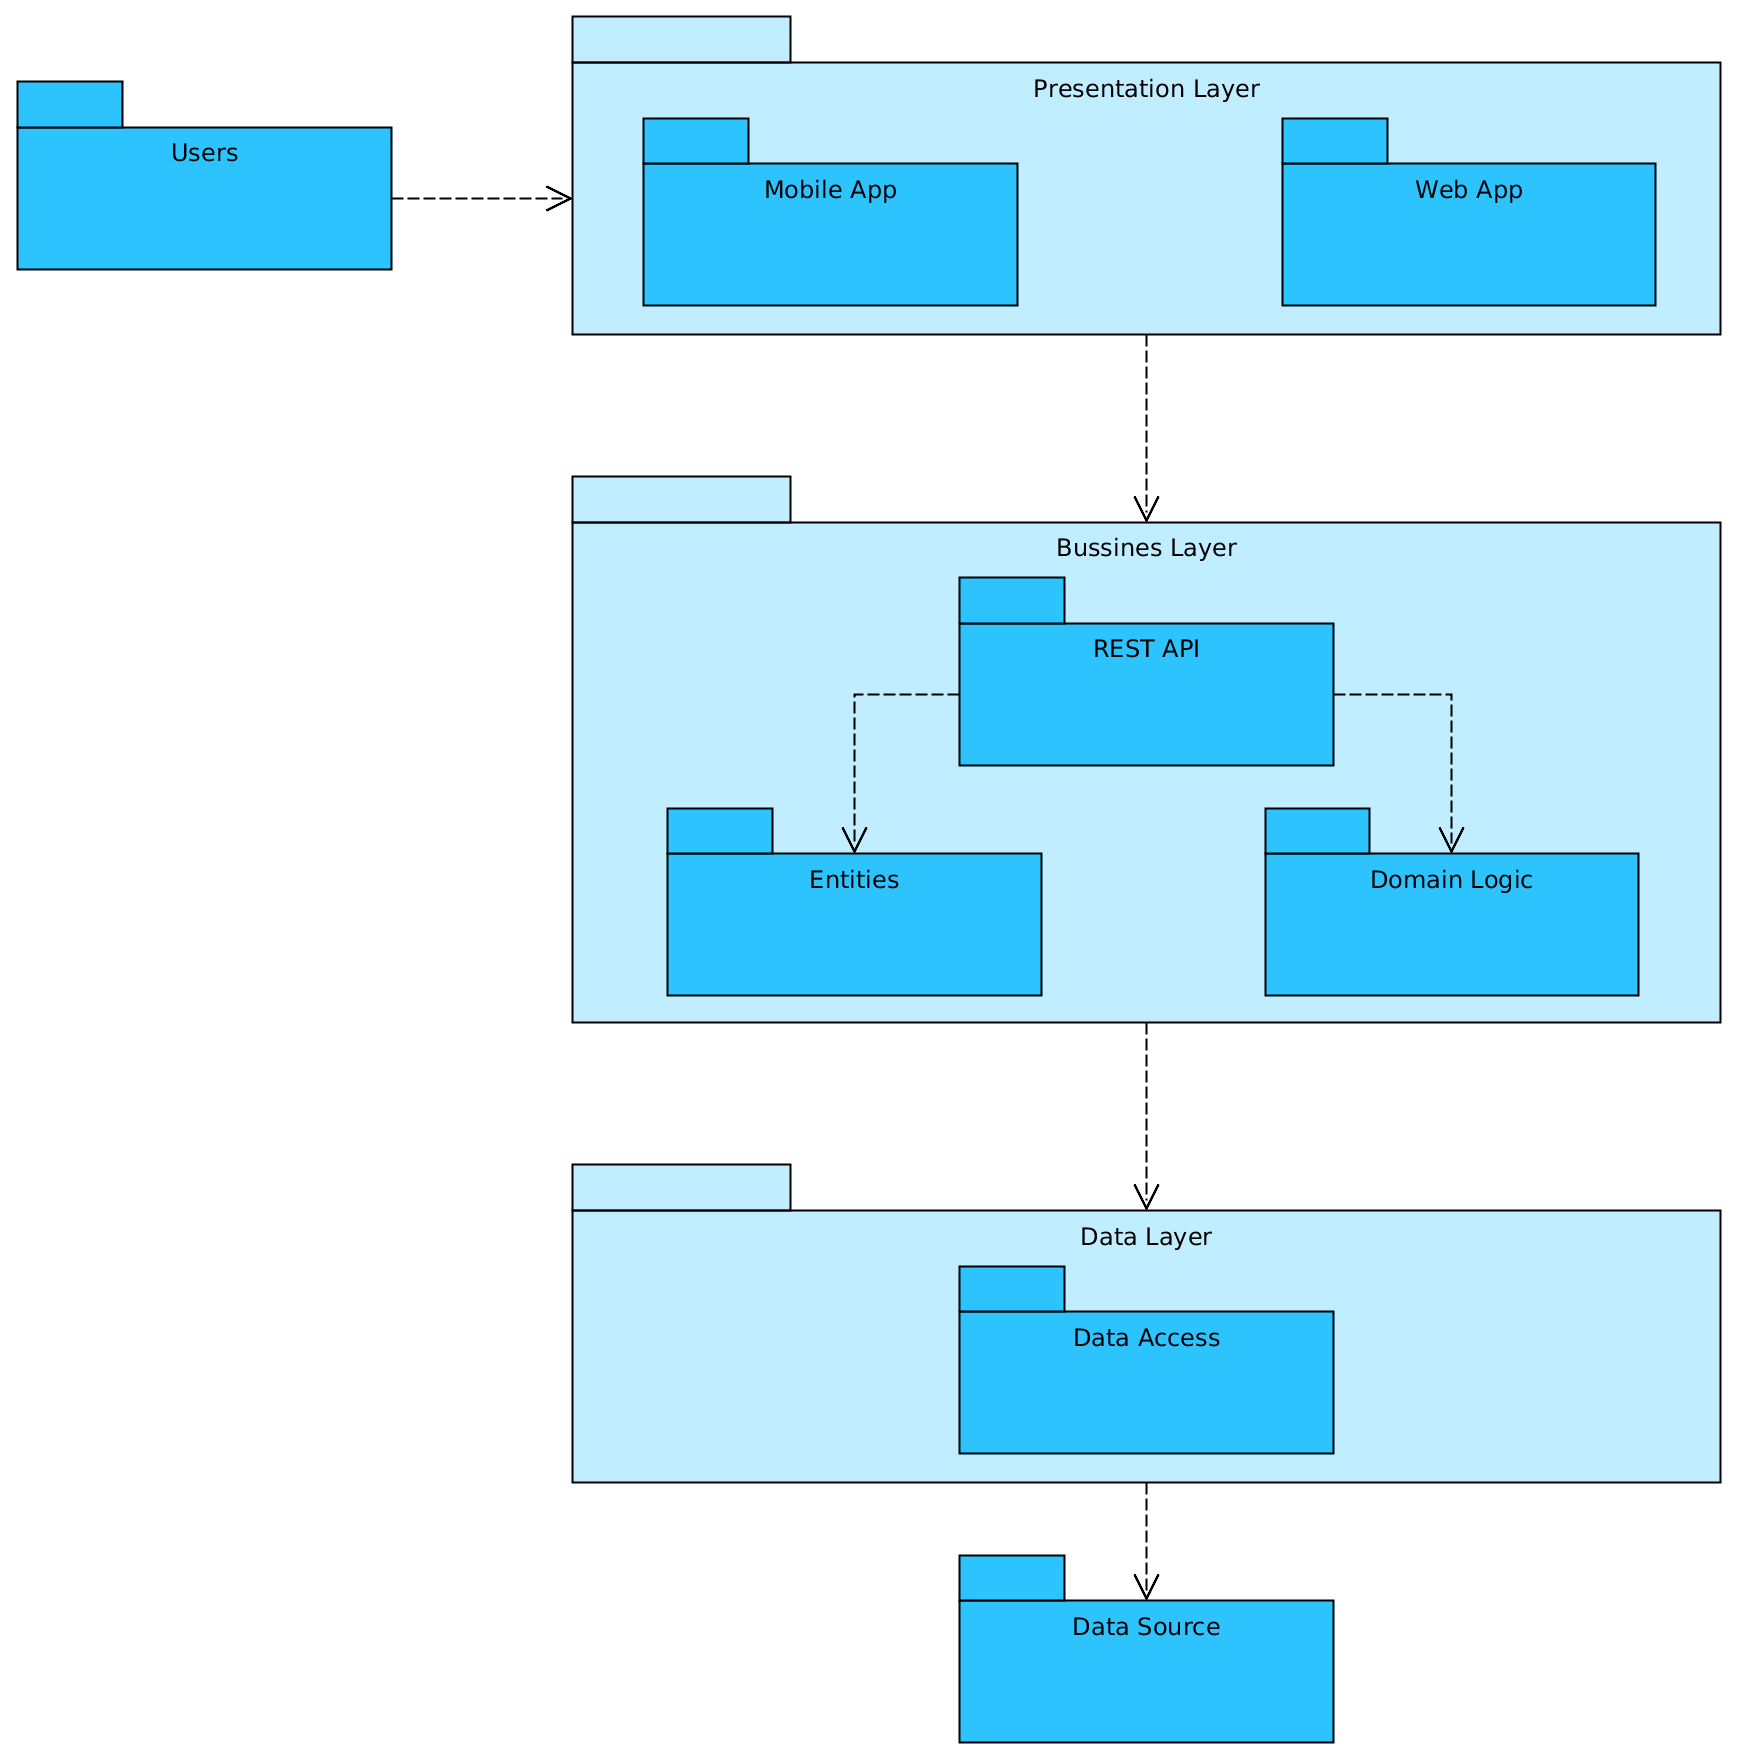 Presentation Layer
Users
Mobile App
Web App
Bussines Layer
REST API
Entities
Domain Logic
Data Layer
Data Access
Data Source